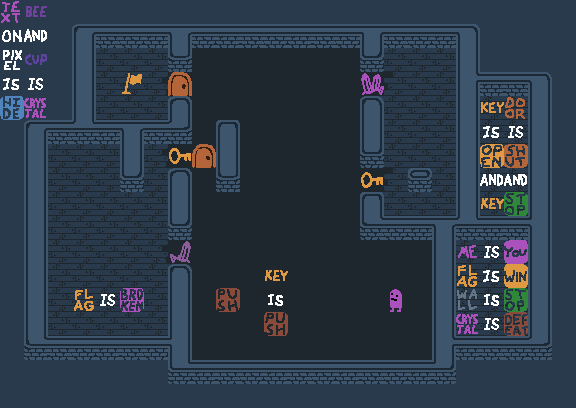 TEXT BEE
ON AND
PIXEL CUP
IS IS
HIDE CRYSTAL
KEY DOOR
IS IS
OPEN SHUT
AND AND
KEY STOP
ME IS YOU
FLAG IS WIN
WALL IS STOP
CRYSTAL IS DEFEAT
KEY
FLAG IS BROKEN
PUSH
IS
PUSH